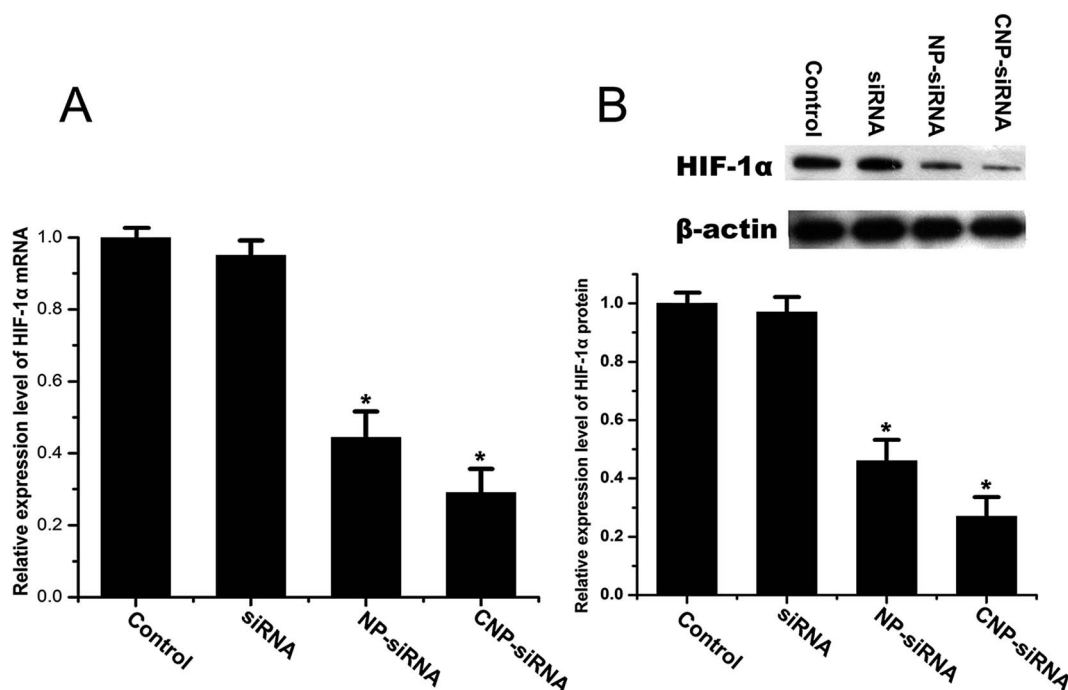 A
Relative expression level of HIF-1α mRNA
1.0
0.8
0.6
0.4
0.2
0.0
*
*
Control
siRNA
NP-siRNA
CNP-siRNA
B
Control
siRNA
NP-siRNA
CNP-siRNA
HIF-1α
β-actin
Relative expression level of HIF-1α protein
1.0
0.8
0.6
0.4
0.2
0.0
*
*
Control
siRNA
NP-siRNA
CNP-siRNA